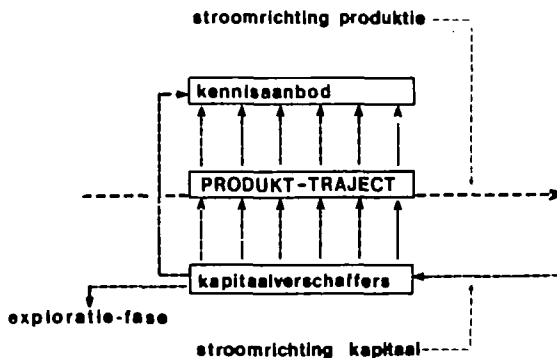 stroomrichting produktie
kennisaanbod
PRODUKT-TRAJECT
kapitaalverschaffers
exploratie-fase
stroomrichting kapitaal